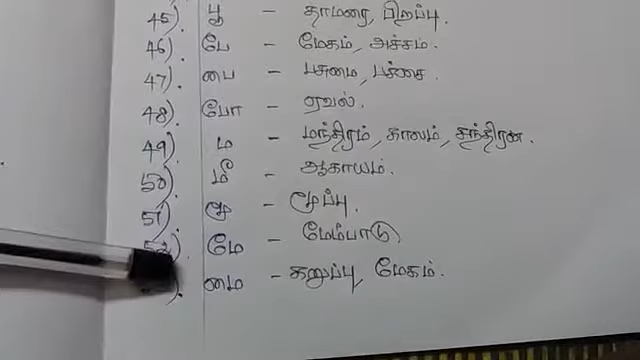 45). பூ - தாமரை, பிறப்பு.
46). பே - மேகம், அச்சம்.
47). பை - பசுமை, பச்சை.
48). போ - ஏவல்.
49). ம - மந்திரம், காலம், சந்திரன்.
50). மீ - ஆகாயம்.
51). மூ - மூப்பு.
52). மே - மேம்பாடு.
மை - கறுப்பு, மேகம்.